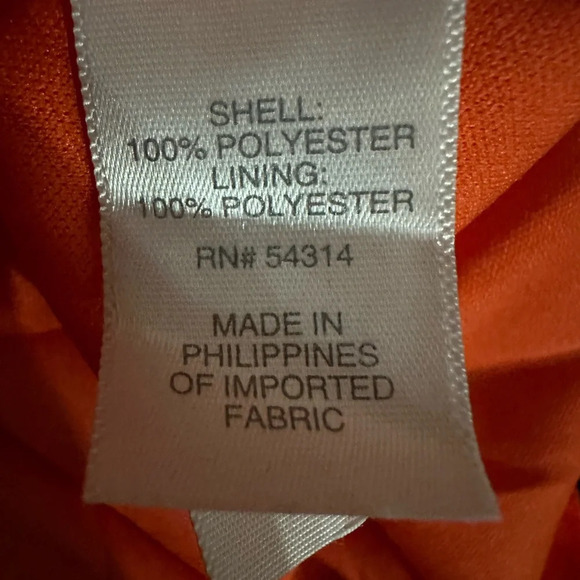 SHELL:
100% POLYESTER
LINING:
100% POLYESTER
RN# 54314
MADE IN
PHILIPPINES
OF IMPORTED
FABRIC